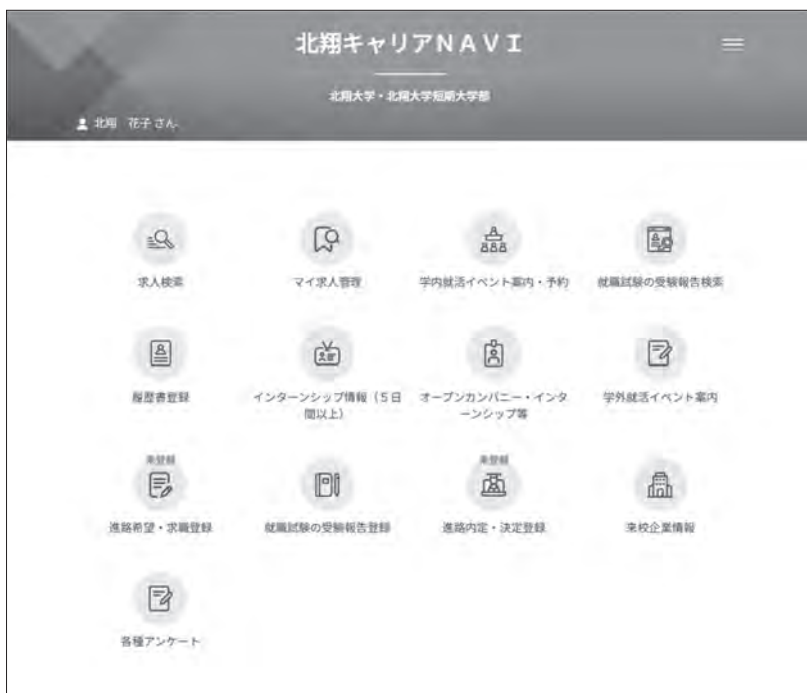 北翔キャリアNAVI
北翔大学・北翔大学短期大学部
北翔 花子 さん
求人検索
マイ求人管理
学内就活イベント案内・予約
就職試験の受験報告検索
履歴書登録
インターンシップ情報（５日
間以上）
オープンカンパニー・インタ
ーンシップ等
学外就活イベント案内
未登録
進路希望・求職登録
就職試験の受験報告登録
未登録
進路内定・決定登録
来校企業情報
各種アンケート